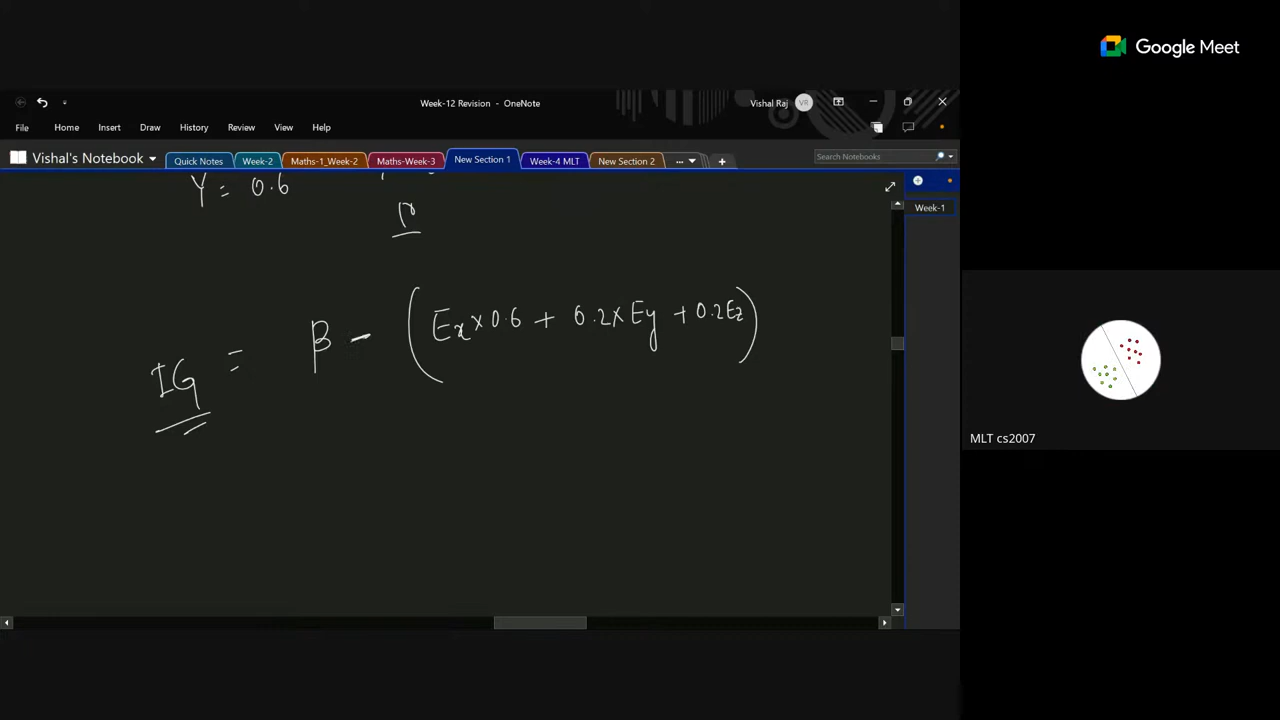 Google Meet
Week-12 Revision - OneNote
Vishal Raj
VR
File Home Insert Draw History Review View Help
Vishal's Notebook
Quick Notes Week-2 Maths-1_Week-2 Maths-Week-3 New Section 1 Week-4 MLT New Section 2 ...
Search Notebooks
Week-1
γ = 0.6
IG = β - (Ex × 0.6 + 0.2 × Ey + 0.2Ez)
MLT cs2007